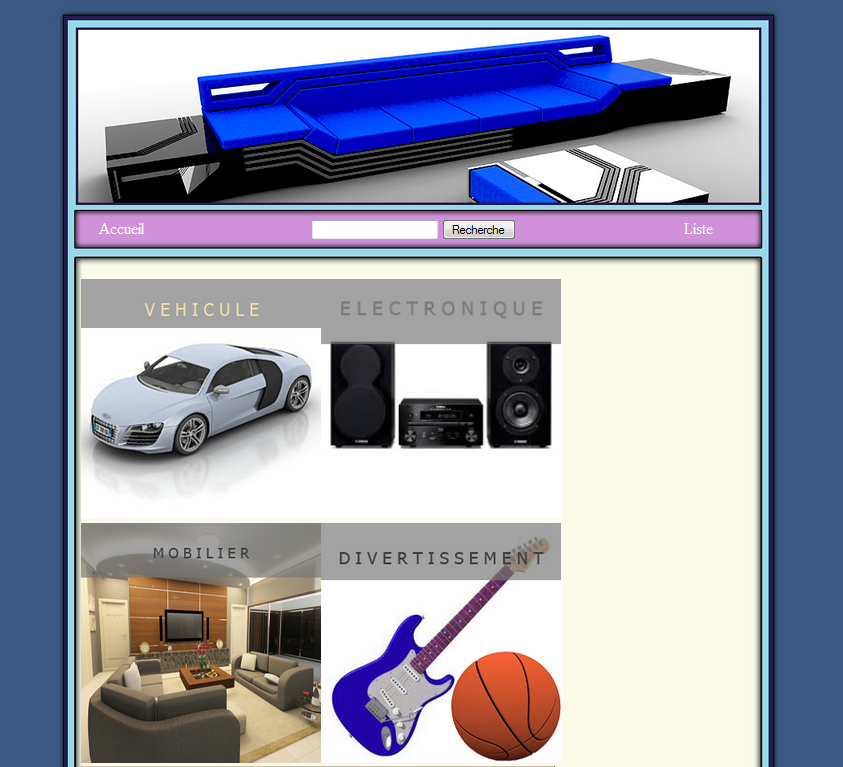 Accueil
Recherche
Liste
VEHICULE
ELECTRONIQUE
MOBILIER
DIVERTISSEMENT